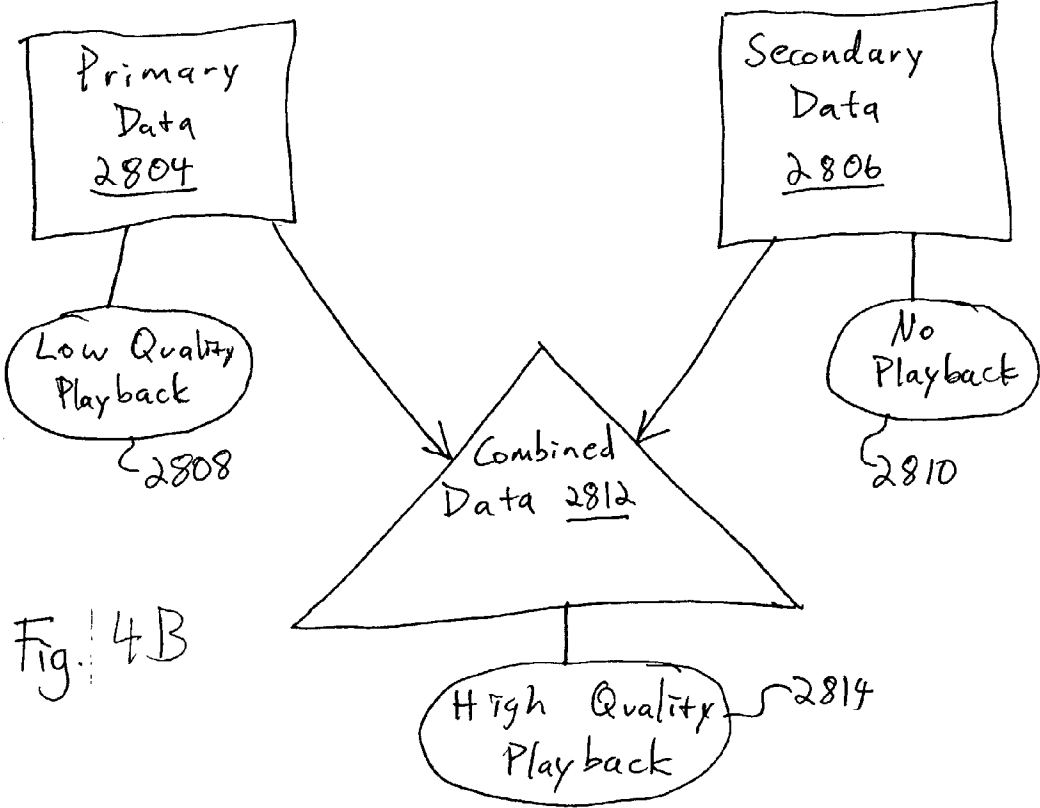 Primary
Data
2804
Secondary
Data
2806
Low Quality
Playback
2808
No
Playback
2810
Combined
Data 2812
Fig. 4B
High Quality
Playback
2814